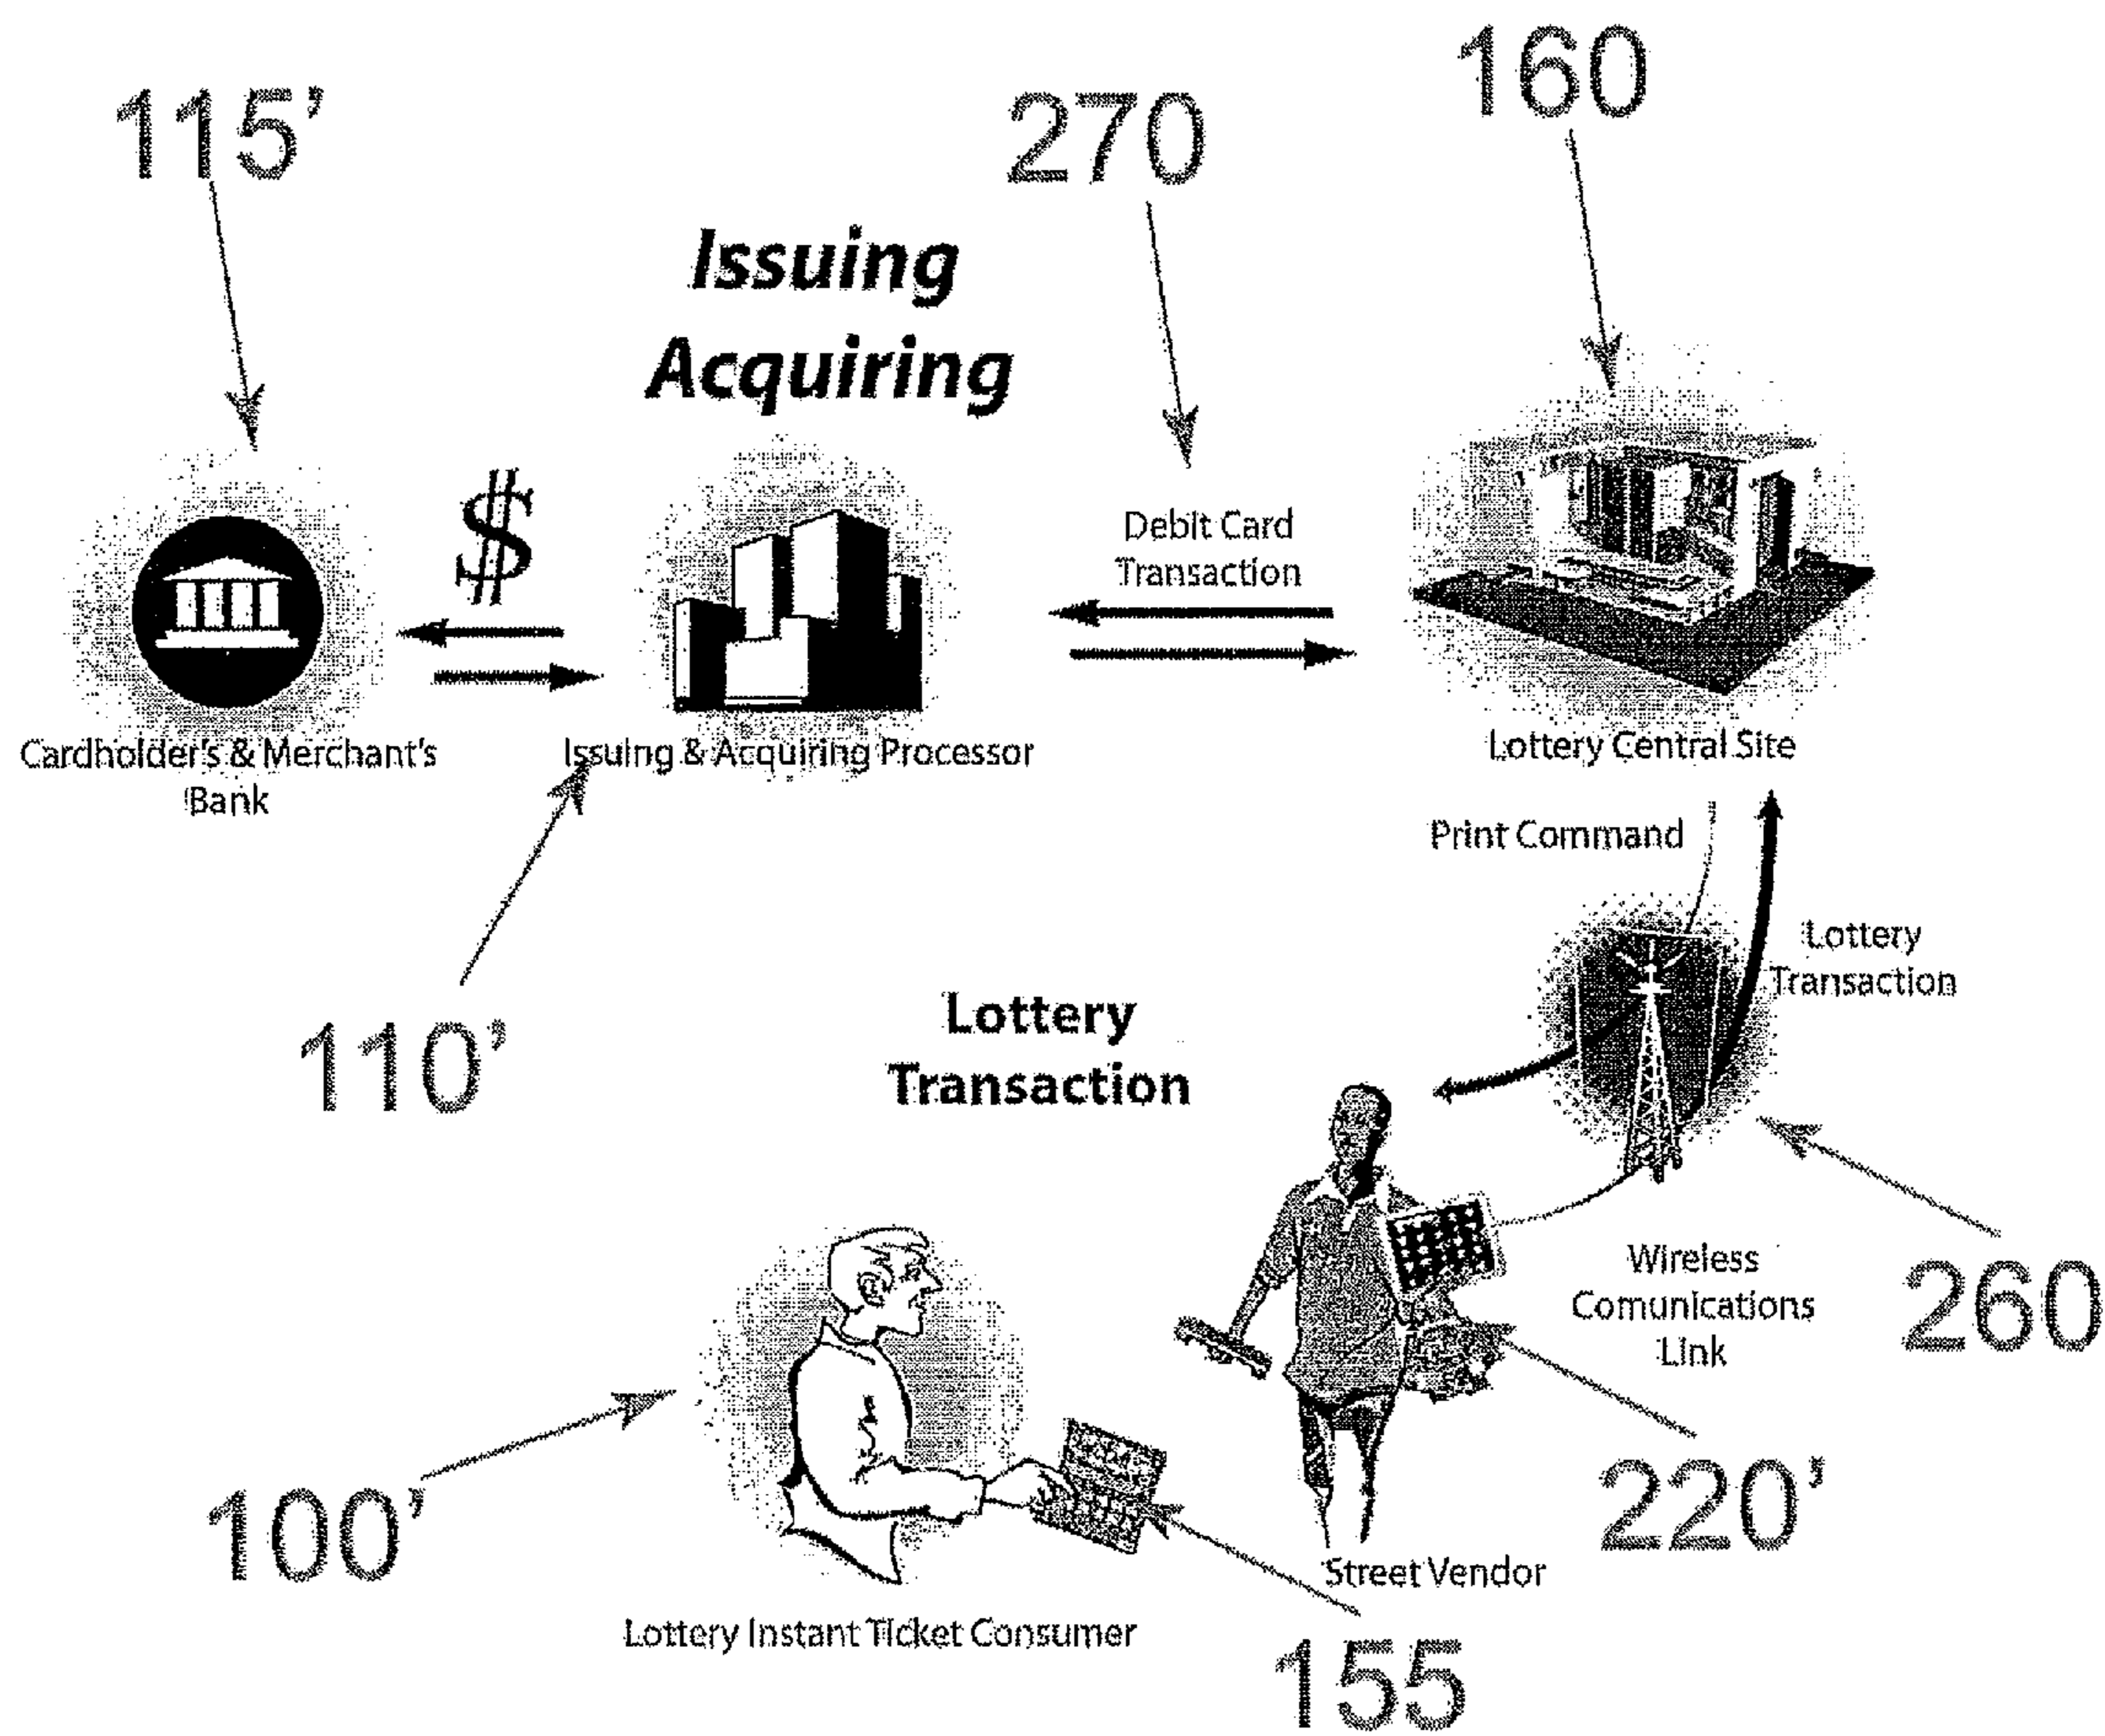 160
115'
270
Issuing
Acquiring
$
Debit Card
Transaction
Cardholder's & Merchant's
Bank
Issuing & Acquiring Processor
Lottery Central Site
Print Command
Lottery
Transaction
110'
Lottery
Transaction
Wireless
Comunications
Link
260
100'
220'
Street Vendor
Lottery Instant Ticket Consumer
155